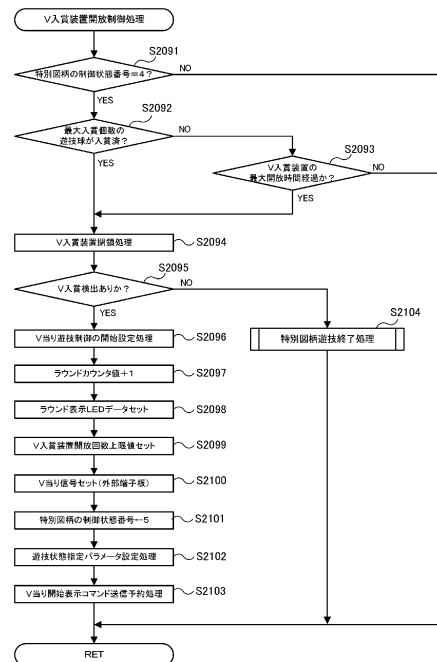 V入賞装置開放制御処理
S2091
特別図柄の制御状態番号=4?
NO
YES
S2092
最大入賞個数の
遊技球が入賞済?
NO
YES
S2093
V入賞装置の
最大開放時間経過か?
NO
YES
V入賞装置閉鎖処理
S2094
S2095
V入賞検出ありか?
NO
YES
S2104
特別図柄遊技終了処理
V当り遊技制御の開始設定処理
S2096
ラウンドカウンタ値+1
S2097
ラウンド表示LEDデータセット
S2098
V入賞装置開放回数上限値セット
S2099
V当り信号セット(外部端子板)
S2100
特別図柄の制御状態番号←5
S2101
遊技状態指定パラメータ設定処理
S2102
V当り開始表示コマンド送信予約処理
S2103
RET